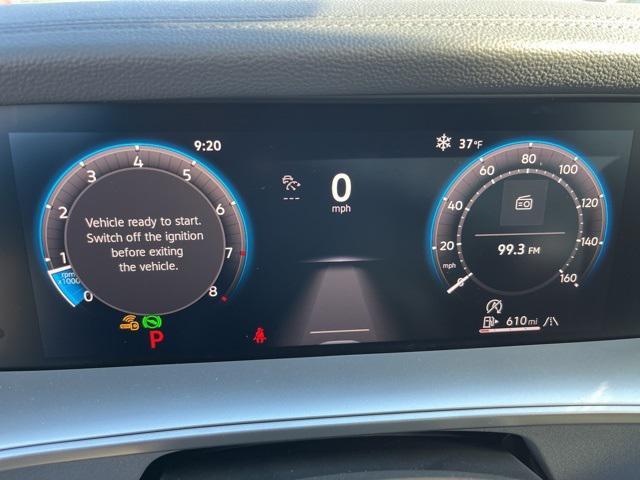 9:20
37°F
Vehicle ready to start.
Switch off the ignition
before exiting
the vehicle.
0 1 2 3 4 5 6 7 8
rpm
x1000
0
mph
0 20 40 60 80 100 120 140 160
mph
99.3 FM
P
610 mi